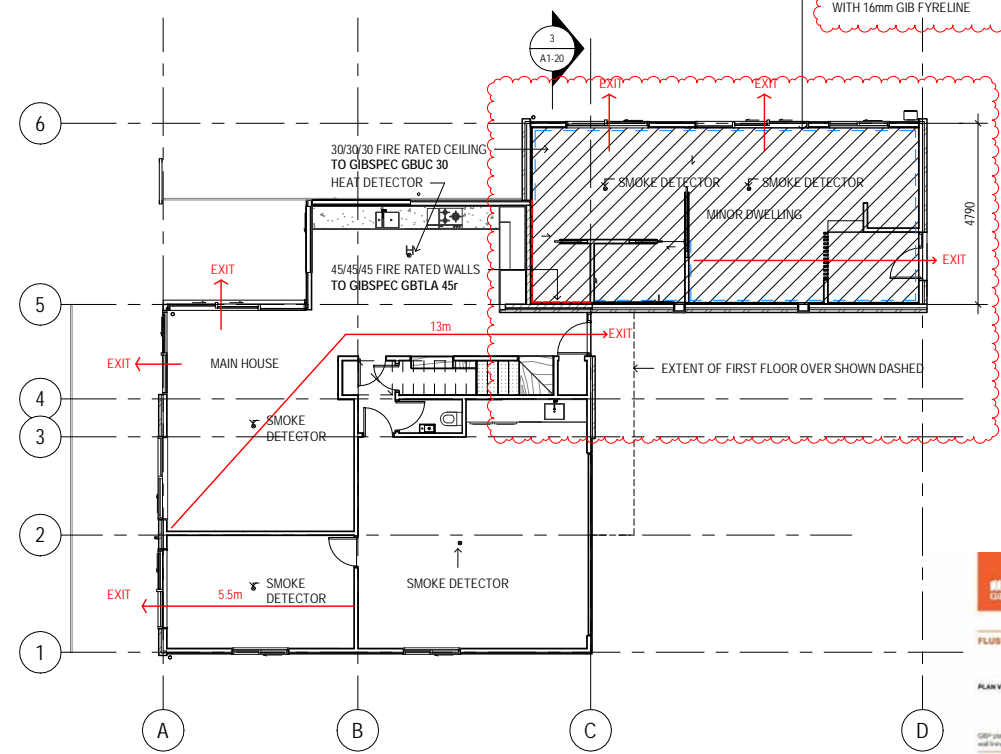 WITH 16mm GIB FYRELINE
3
A1-20
EXIT
EXIT
6
30/30/30 FIRE RATED CEILING
TO GIBSPEC GBUC 30
HEAT DETECTOR
SMOKE DETECTOR
SMOKE DETECTOR
MINOR DWELLING
4790
EXIT
45/45/45 FIRE RATED WALLS
TO GIBSPEC GBTLA 45r
EXIT
5
13m
EXIT
EXIT
MAIN HOUSE
EXTENT OF FIRST FLOOR OVER SHOWN DASHED
4
SMOKE
DETECTOR
3
2
SMOKE
DETECTOR
SMOKE DETECTOR
EXIT
5.5m
1
A
B
C
D